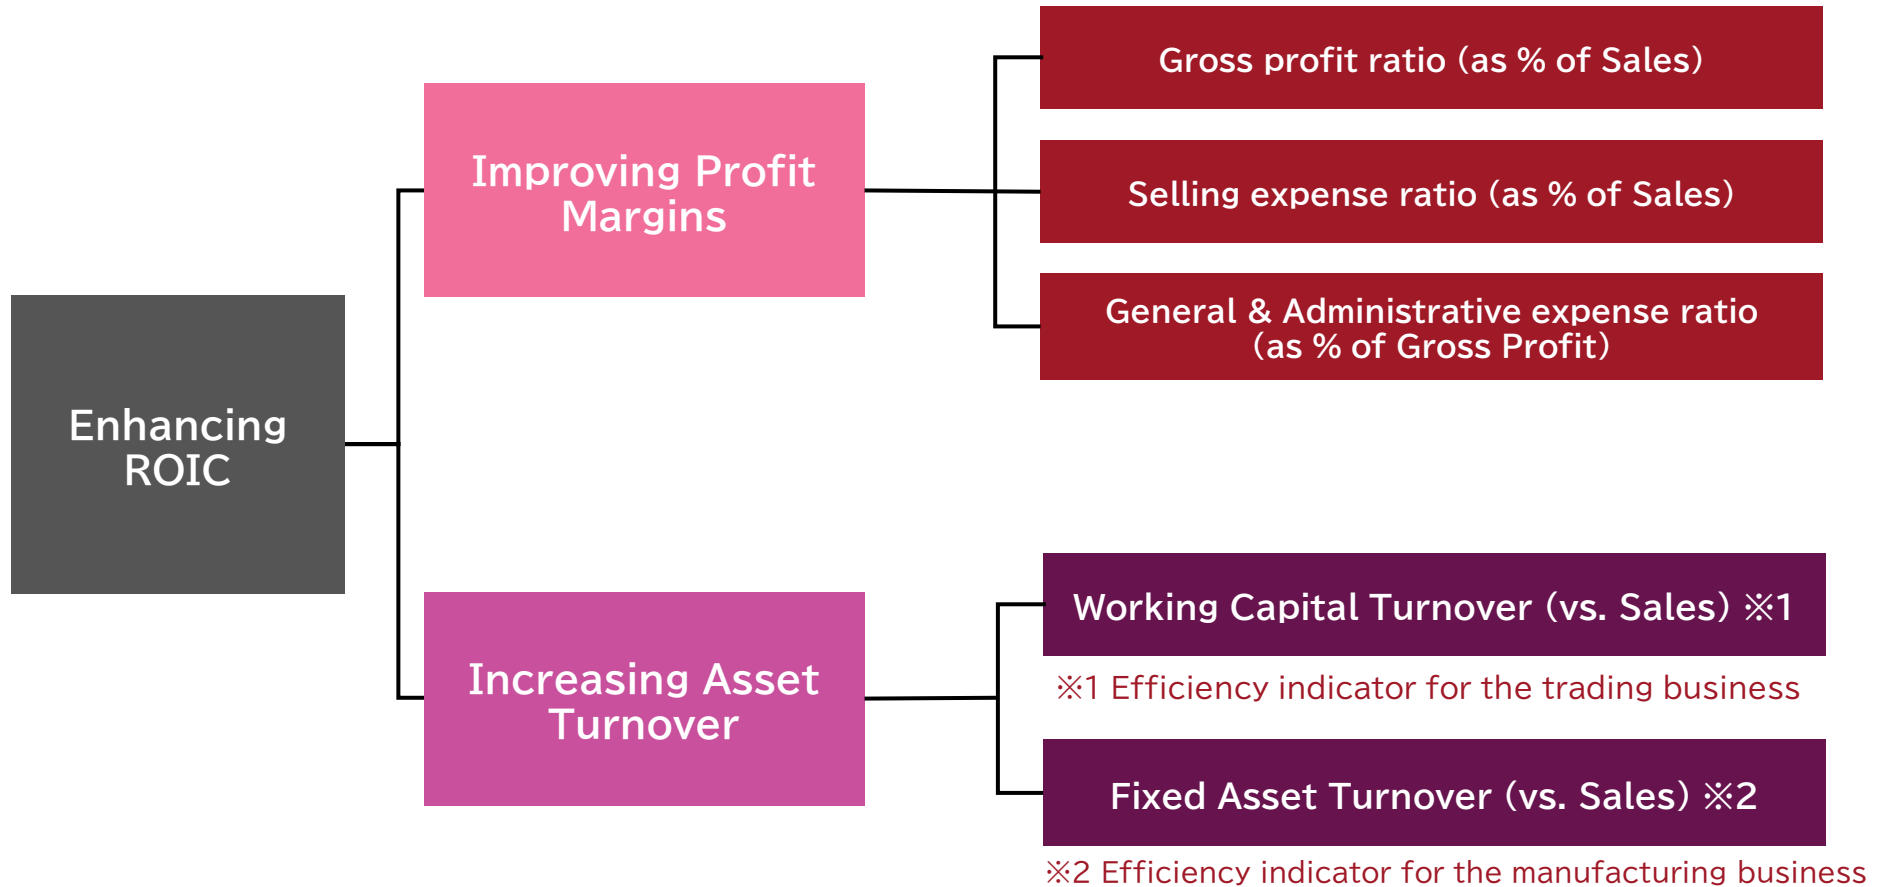 Enhancing
ROIC
Improving Profit
Margins
Gross profit ratio (as % of Sales)
Selling expense ratio (as % of Sales)
General & Administrative expense ratio
(as % of Gross Profit)
Increasing Asset
Turnover
Working Capital Turnover (vs. Sales) ※1
※1 Efficiency indicator for the trading business
Fixed Asset Turnover (vs. Sales) ※2
※2 Efficiency indicator for the manufacturing business